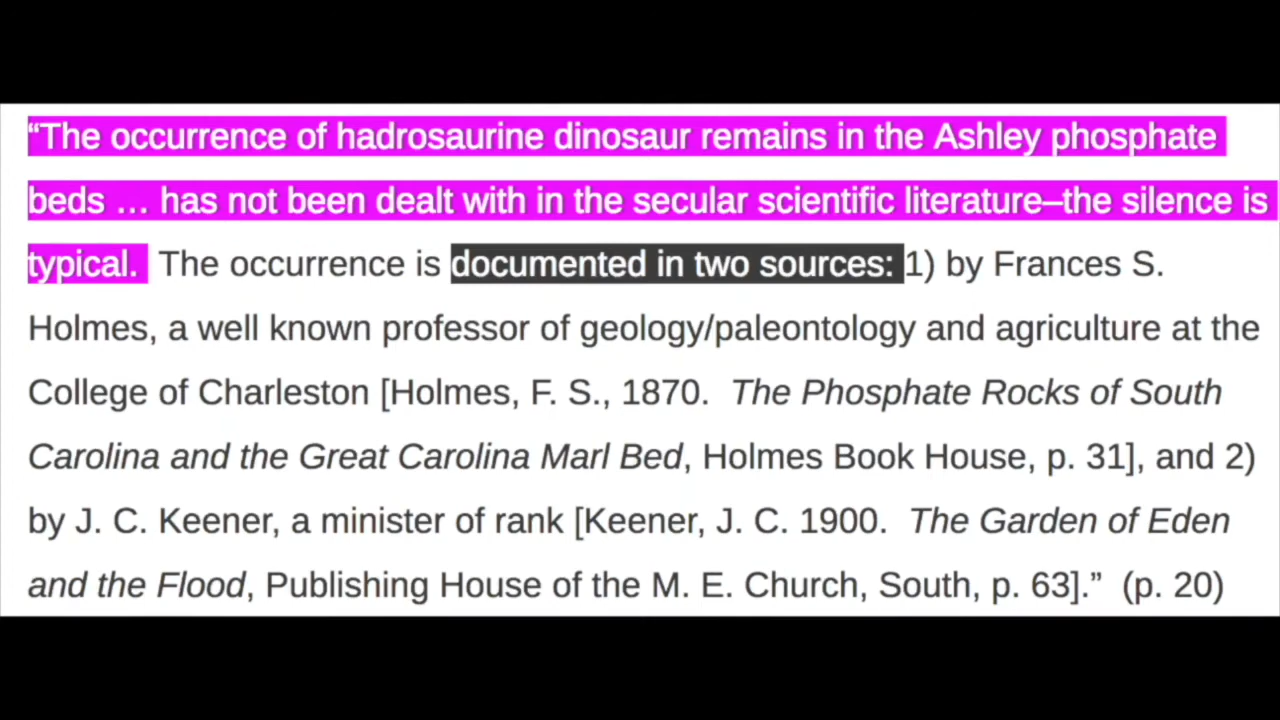 “The occurrence of hadrosaurine dinosaur remains in the Ashley phosphate
beds … has not been dealt with in the secular scientific literature–the silence is
typical. The occurrence is documented in two sources: 1) by Frances S.
Holmes, a well known professor of geology/paleontology and agriculture at the
College of Charleston [Holmes, F. S., 1870. The Phosphate Rocks of South
Carolina and the Great Carolina Marl Bed, Holmes Book House, p. 31], and 2)
by J. C. Keener, a minister of rank [Keener, J. C. 1900. The Garden of Eden
and the Flood, Publishing House of the M. E. Church, South, p. 63].” (p. 20)